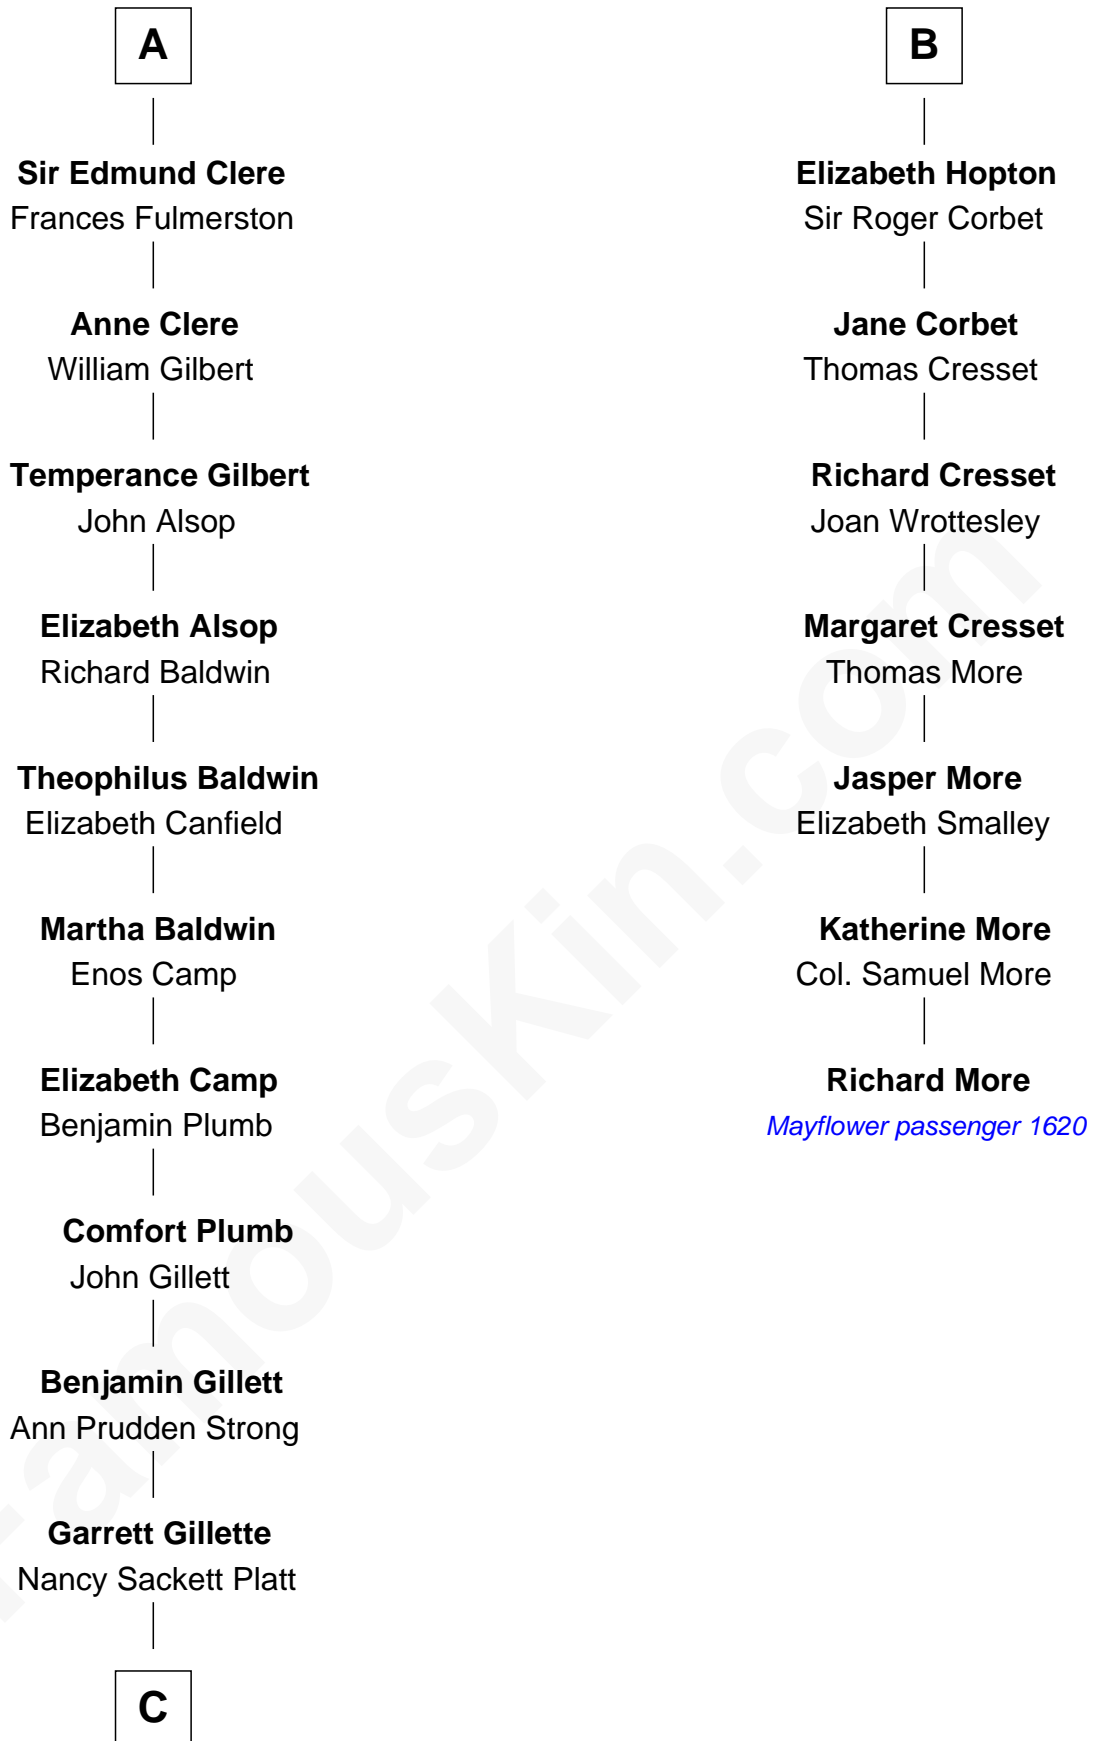 A
Sir Edmund Clere
Frances Fulmerston
Anne Clere
William Gilbert
Temperance Gilbert
John Alsop
Elizabeth Alsop
Richard Baldwin
Theophilus Baldwin
Elizabeth Canfield
Martha Baldwin
Enos Camp
Elizabeth Camp
Benjamin Plumb
Comfort Plumb
John Gillett
Benjamin Gillett
Ann Prudden Strong
Garrett Gillette
Nancy Sackett Platt
C
B
Elizabeth Hopton
Sir Roger Corbet
Jane Corbet
Thomas Cresset
Richard Cresset
Joan Wrottesley
Margaret Cresset
Thomas More
Jasper More
Elizabeth Smalley
Katherine More
Col. Samuel More
Richard More
Mayflower passenger 1620
FamousKin.com